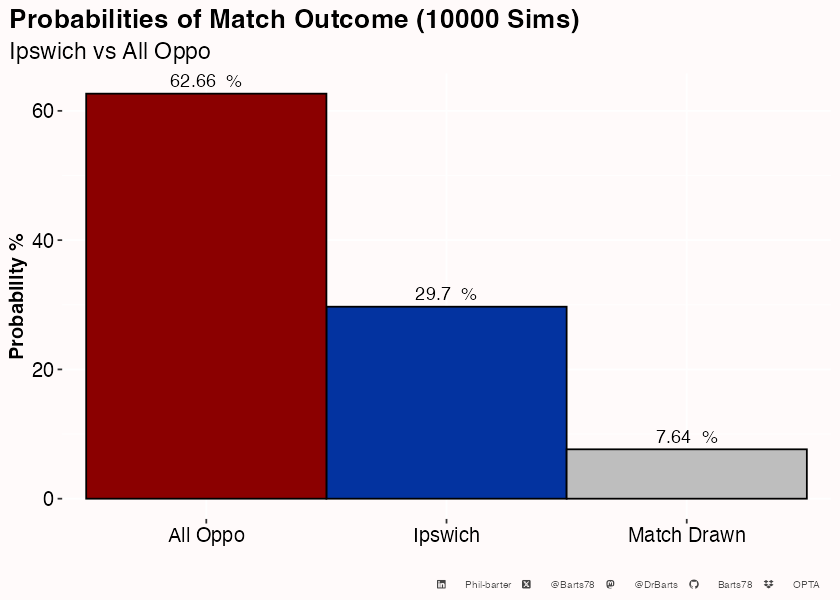 Probabilities of Match Outcome (10000 Sims)
Ipswich vs All Oppo
62.66 %
60
40
29.7 %
20
7.64 %
0
Probability %
All Oppo Ipswich Match Drawn
Phil-barter @Barts78 @DrBarts Barts78 OPTA